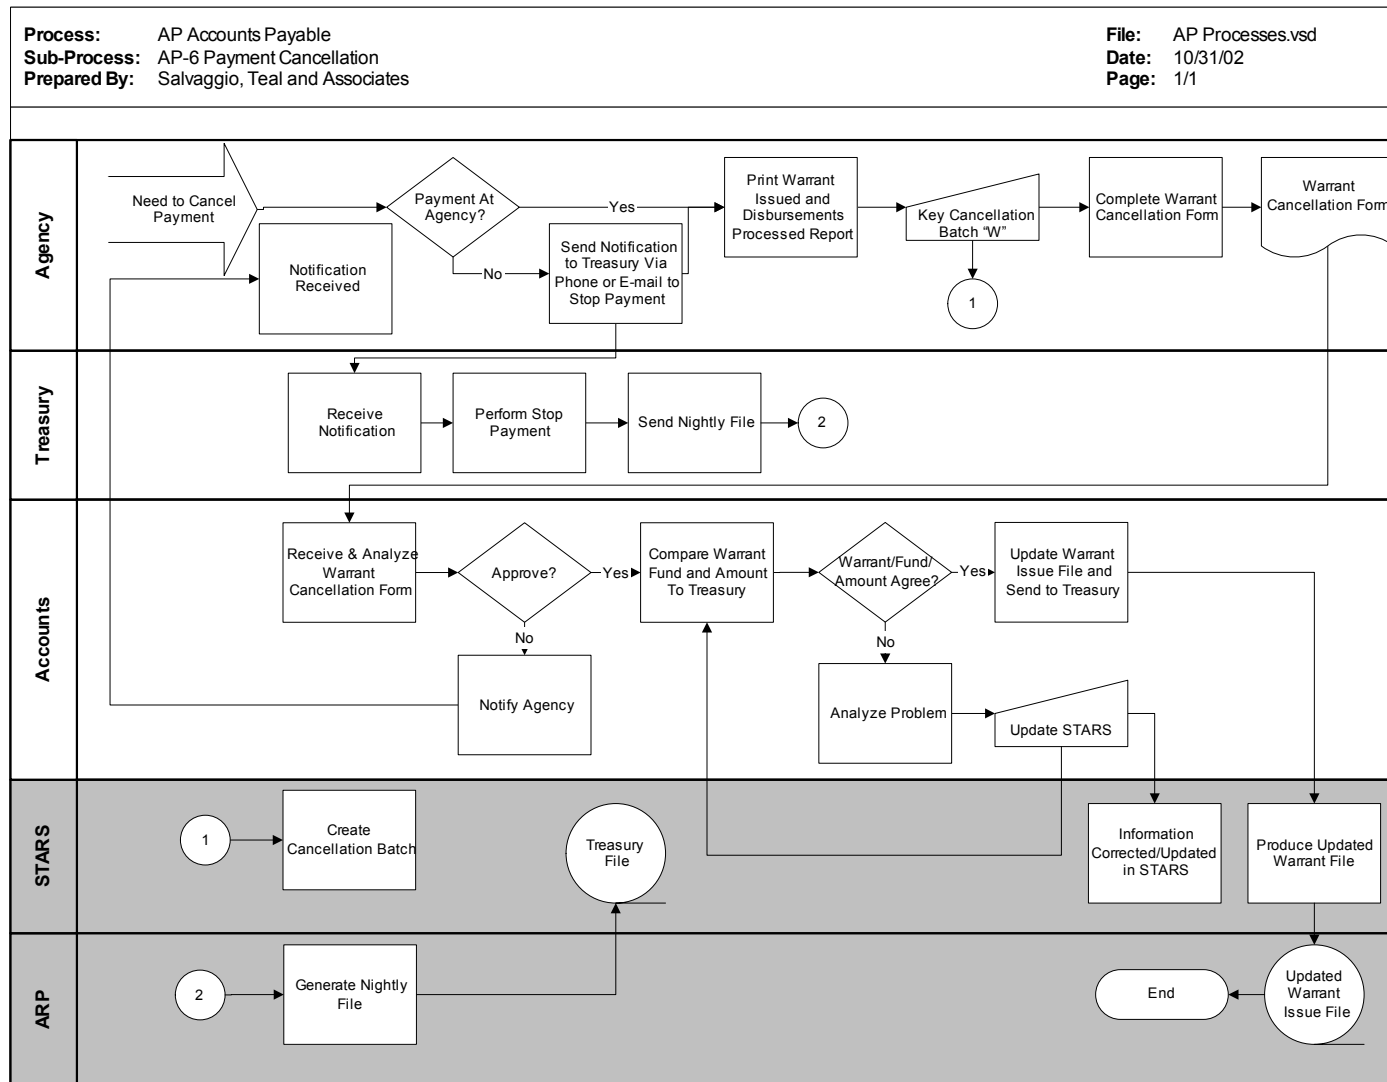 Process: AP Accounts Payable
Sub-Process: AP-6 Payment Cancellation
Prepared By: Salvaggio, Teal and Associates
File: AP Processes.vsd
Date: 10/31/02
Page: 1/1
Agency
Need to Cancel
Payment
Payment At
Agency?
Yes
No
Notification
Received
Send Notification
to Treasury Via
Phone or E-mail to
Stop Payment
Print Warrant
Issued and
Disbursements
Processed Report
Key Cancellation
Batch “W”
1
Complete Warrant
Cancellation Form
Warrant
Cancellation Form
Treasury
Receive
Notification
Perform Stop
Payment
Send Nightly File
2
Accounts
Receive & Analyze
Warrant
Cancellation Form
Approve?
Yes
No
Notify Agency
Compare Warrant
Fund and Amount
To Treasury
Warrant/Fund/
Amount Agree?
Yes
No
Update Warrant
Issue File and
Send to Treasury
Analyze Problem
Update STARS
STARS
1
Create
Cancellation Batch
Treasury
File
Information
Corrected/Updated
in STARS
Produce Updated
Warrant File
ARP
2
Generate Nightly
File
End
Updated
Warrant
Issue File